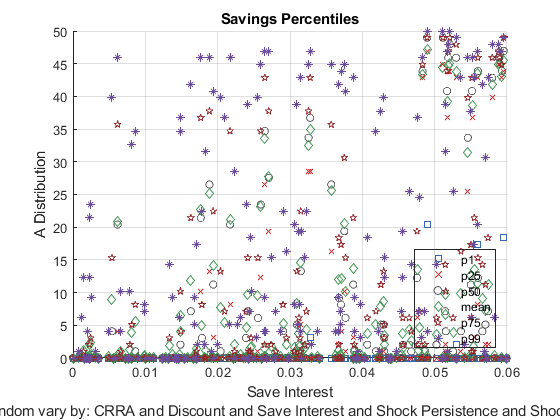 Savings Percentiles
A Distribution
50
45
40
35
30
25
20
15
10
5
0
p1
p25
p50
mean
p75
p99
0 0.01 0.02 0.03 0.04 0.05 0.06
Save Interest
ndom vary by: CRRA and Discount and Save Interest and Shock Persistence and Sho